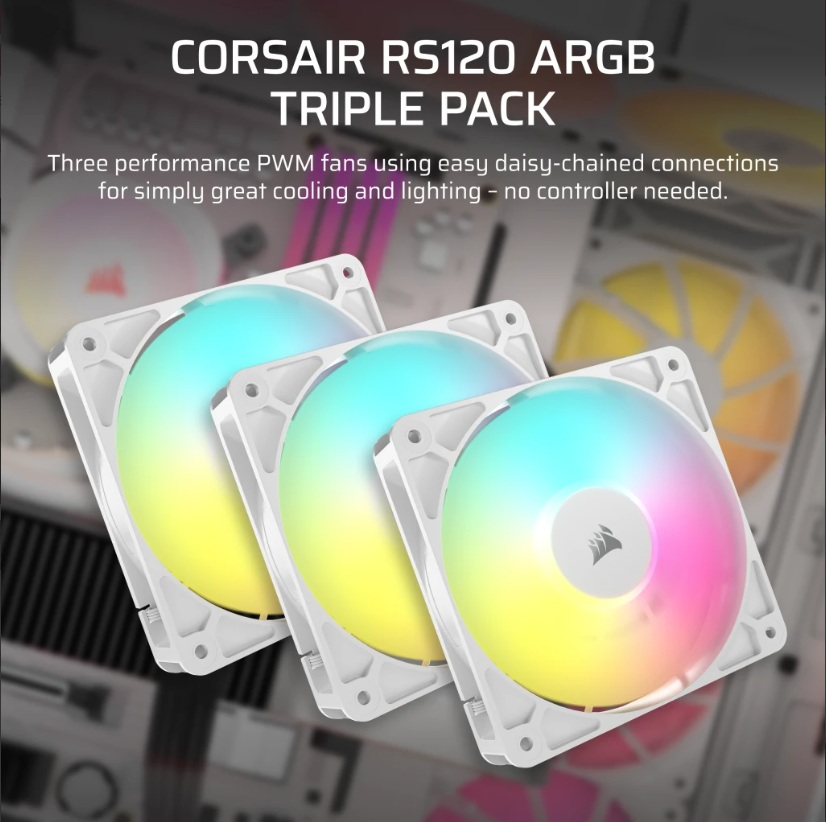 CORSAIR RS120 ARGB
TRIPLE PACK
Three performance PWM fans using easy daisy-chained connections
for simply great cooling and lighting – no controller needed.